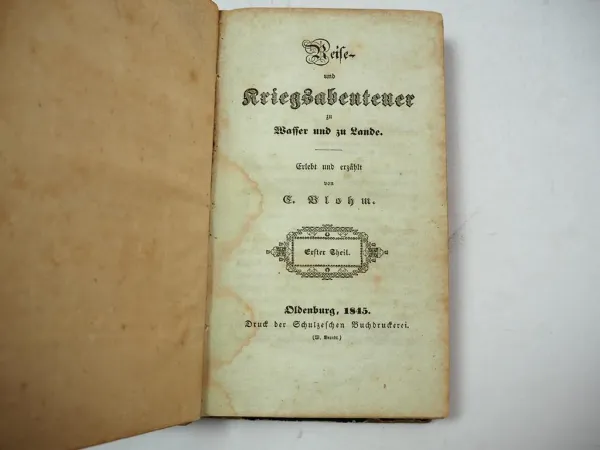 Reise-
und
Kriegsabenteuer
zu
Wasser und zu Lande.
Erlebt und erzählt
von
C. Blohm.
Erster Theil.
Oldenburg, 1845.
Druck der Schulzeschen Buchdruckerei.
(W. Berndt.)